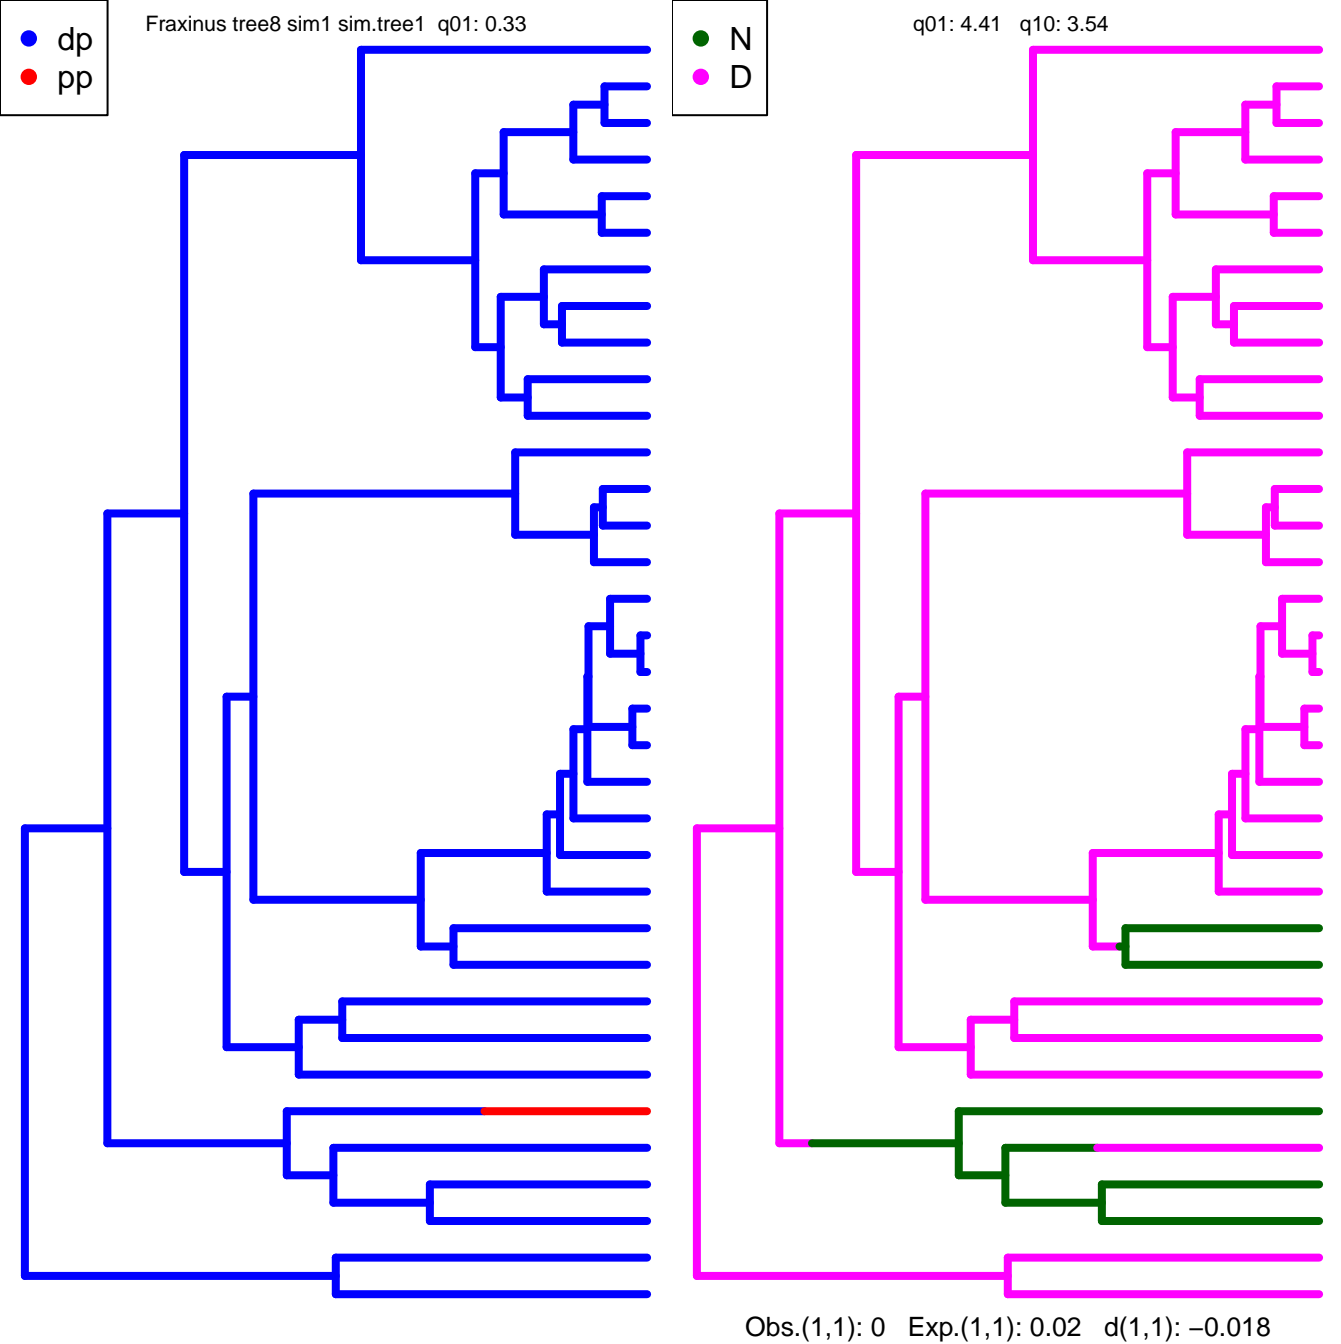 Fraxinus tree8 sim1 sim.tree1 q01: 0.33
dp
pp
q01: 4.41 q10: 3.54
N
D
Obs.(1,1): 0 Exp.(1,1): 0.02 d(1,1): −0.018